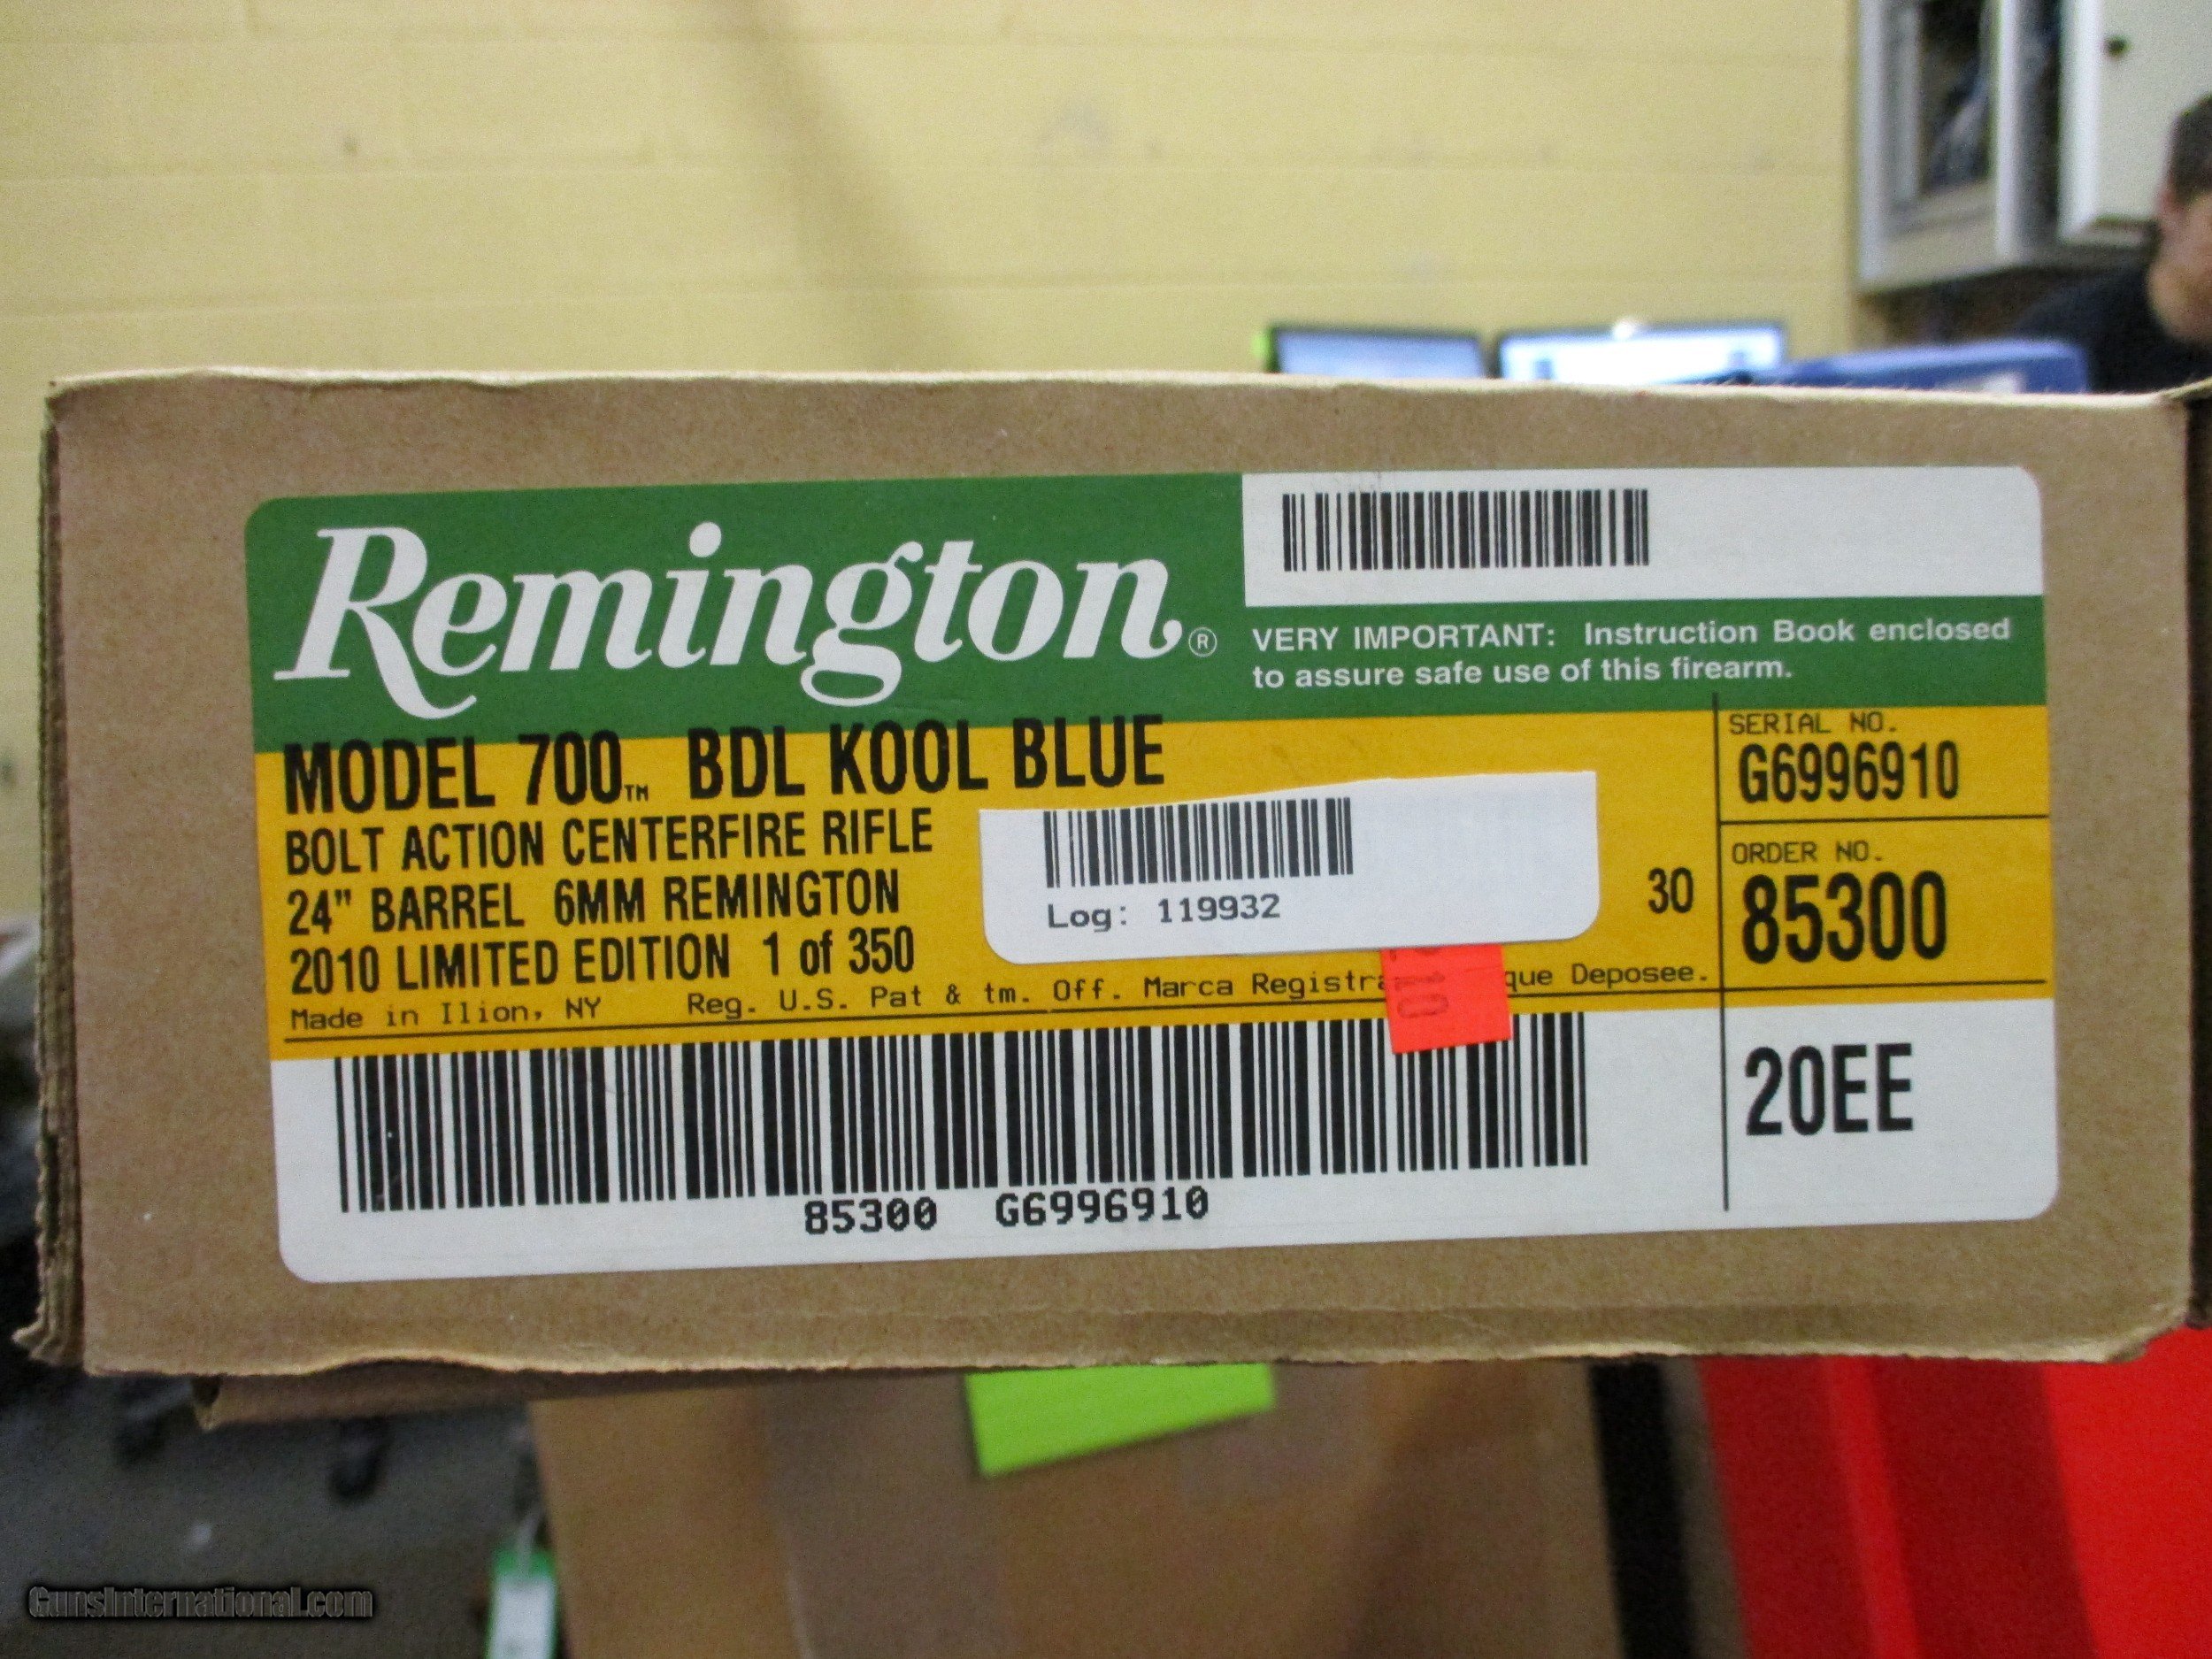 Remington®
VERY IMPORTANT: Instruction Book enclosed
to assure safe use of this firearm.
MODEL 700™ BDL KOOL BLUE
BOLT ACTION CENTERFIRE RIFLE
24" BARREL 6MM REMINGTON
2010 LIMITED EDITION 1 of 350
Made in Ilion, NY Reg. U.S. Pat & tm. Off. Marca Deposee.
Log: 119932
30
SERIAL NO.
G6996910
ORDER NO.
85300
20EE
85300 G6996910
GunsInternational.com